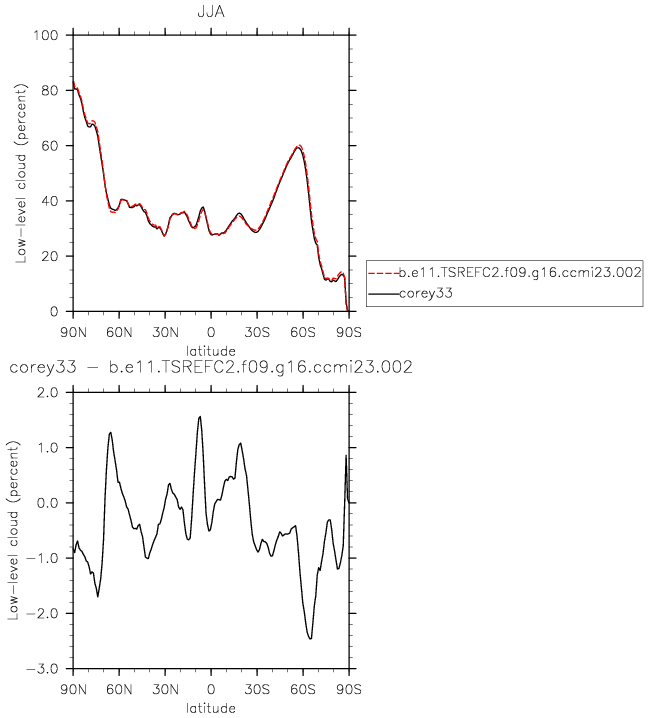 JJA
100
80
60
40
20
0
Low-level cloud (percent)
90N 60N 30N 0 30S 60S 90S
latitude
b.e11.TSREFC2.f09.g16.ccmi23.002
corey33
corey33 - b.e11.TSREFC2.f09.g16.ccmi23.002
2.0
1.0
0.0
-1.0
-2.0
-3.0
Low-level cloud (percent)
90N 60N 30N 0 30S 60S 90S
latitude